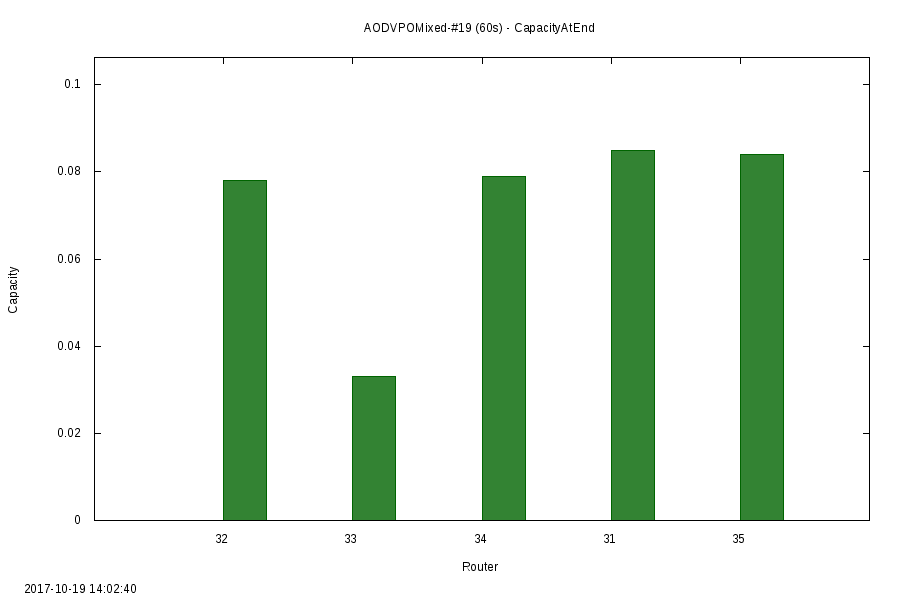 AODVPOMixed-#19 (60s) - CapacityAtEnd
0.1
0.08
0.06
0.04
0.02
0
Capacity
32 33 34 31 35
Router
2017-10-19 14:02:40